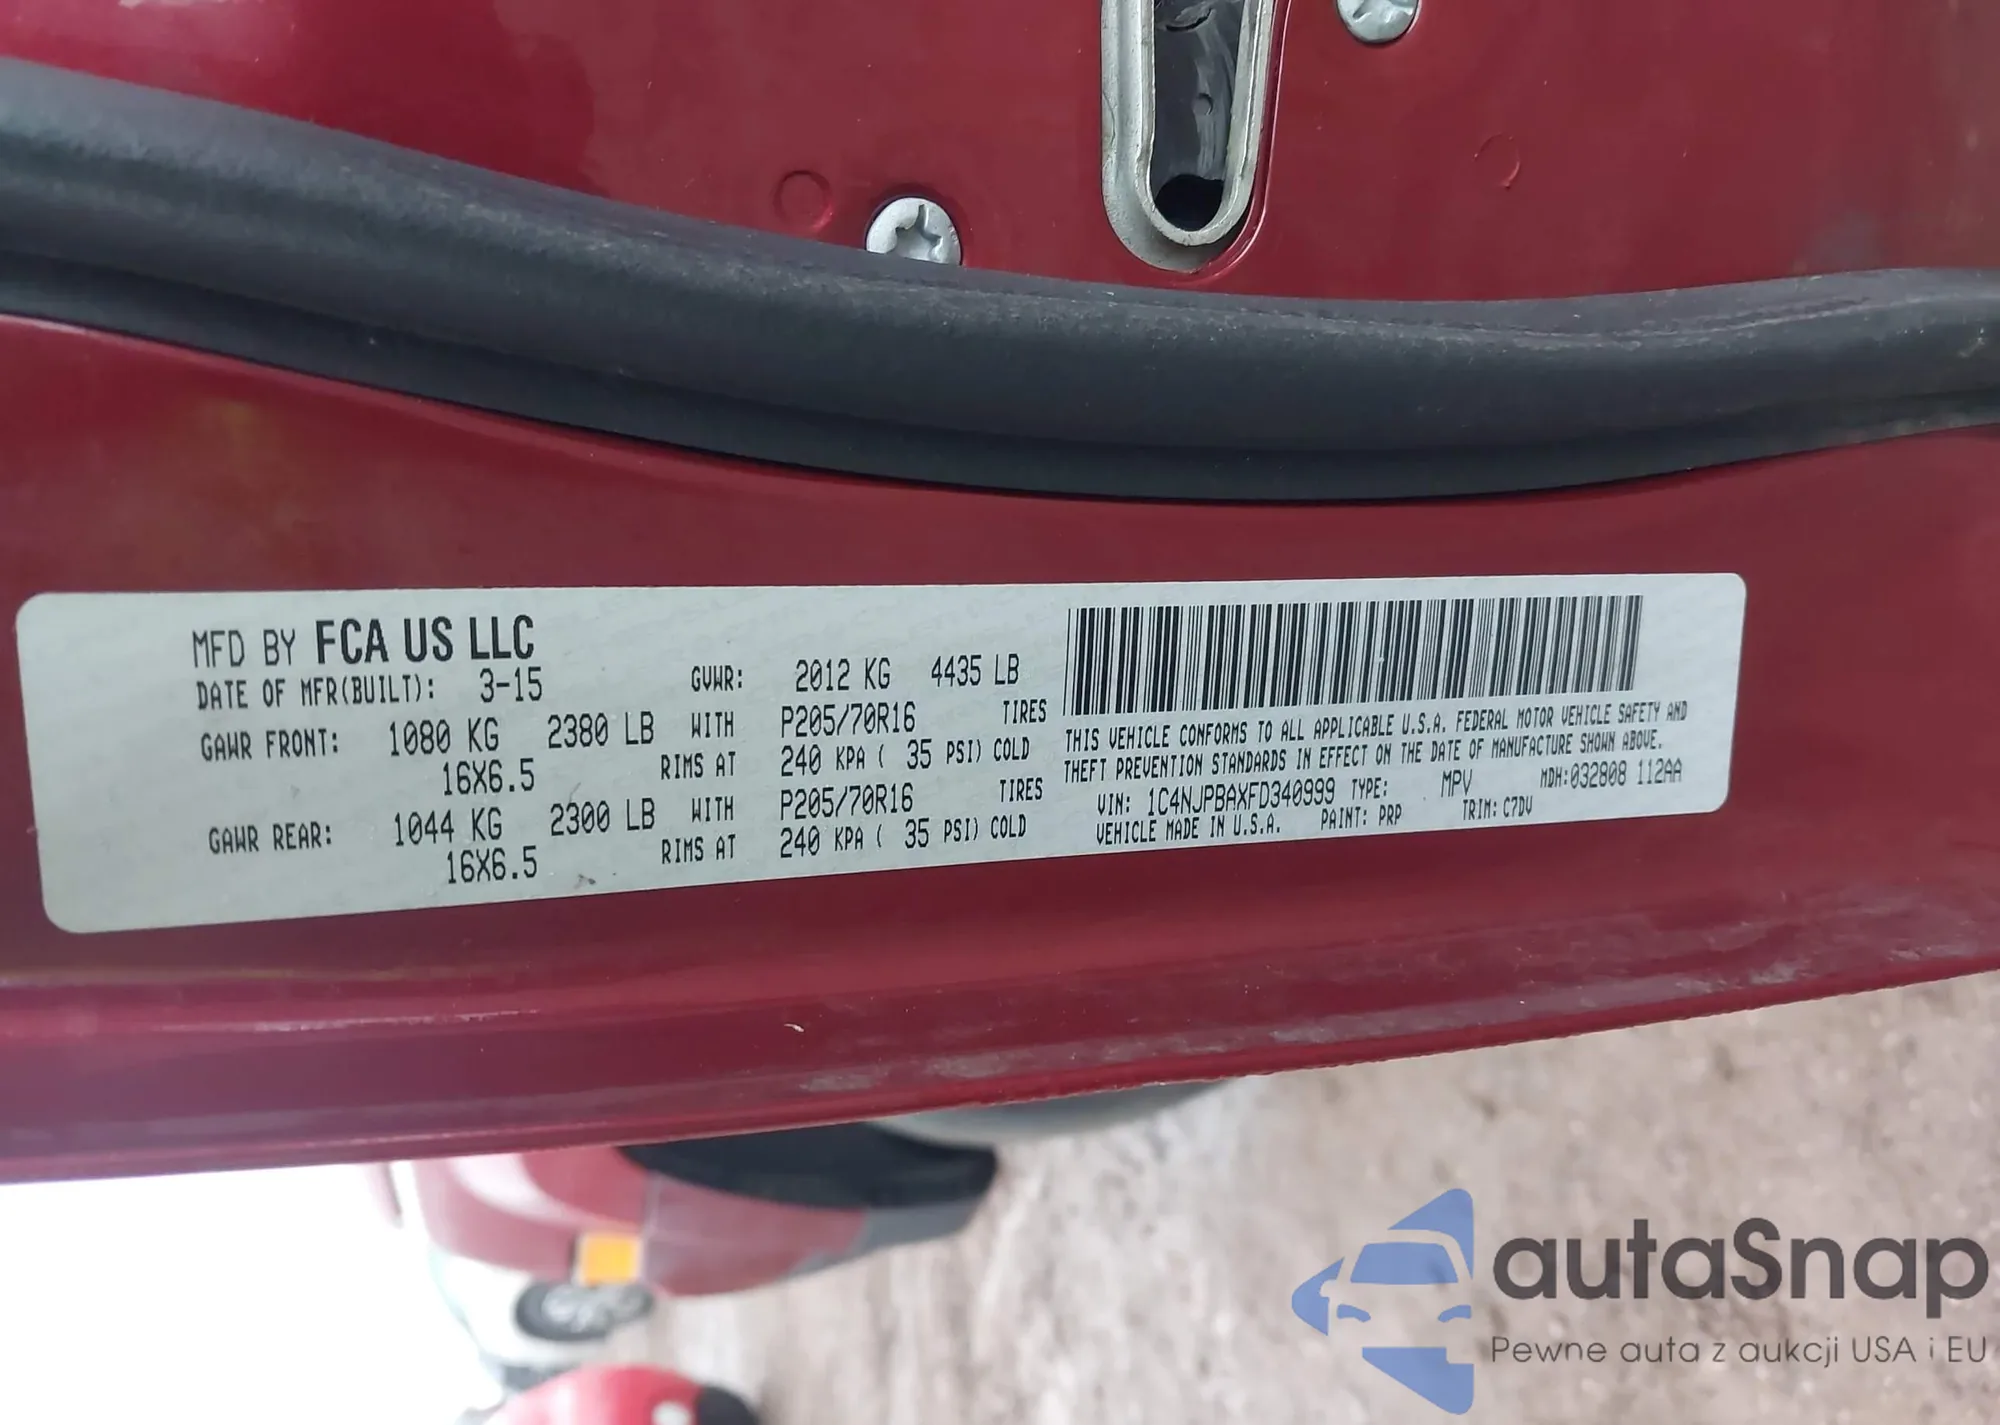 MFD BY FCA US LLC
DATE OF MFR(BUILT): 3-15 GVWR: 2012 KG 4435 LB
GAWR FRONT: 1080 KG 2380 LB WITH P205/70R16 TIRES
16X6.5 RIMS AT 240 KPA ( 35 PSI) COLD
GAWR REAR: 1044 KG 2300 LB WITH P205/70R16 TIRES
16X6.5 RIMS AT 240 KPA ( 35 PSI) COLD
THIS VEHICLE CONFORMS TO ALL APPLICABLE U.S.A. FEDERAL MOTOR VEHICLE SAFETY AND
THEFT PREVENTION STANDARDS IN EFFECT ON THE DATE OF MANUFACTURE SHOWN ABOVE.
VIN: 1C4NJPBAXFD340999 TYPE: MPV MDH:032808 112AA
VEHICLE MADE IN U.S.A. PAINT: PRP TRIM: C7DV
autaSnap
Pewne auta z aukcji USA i EU